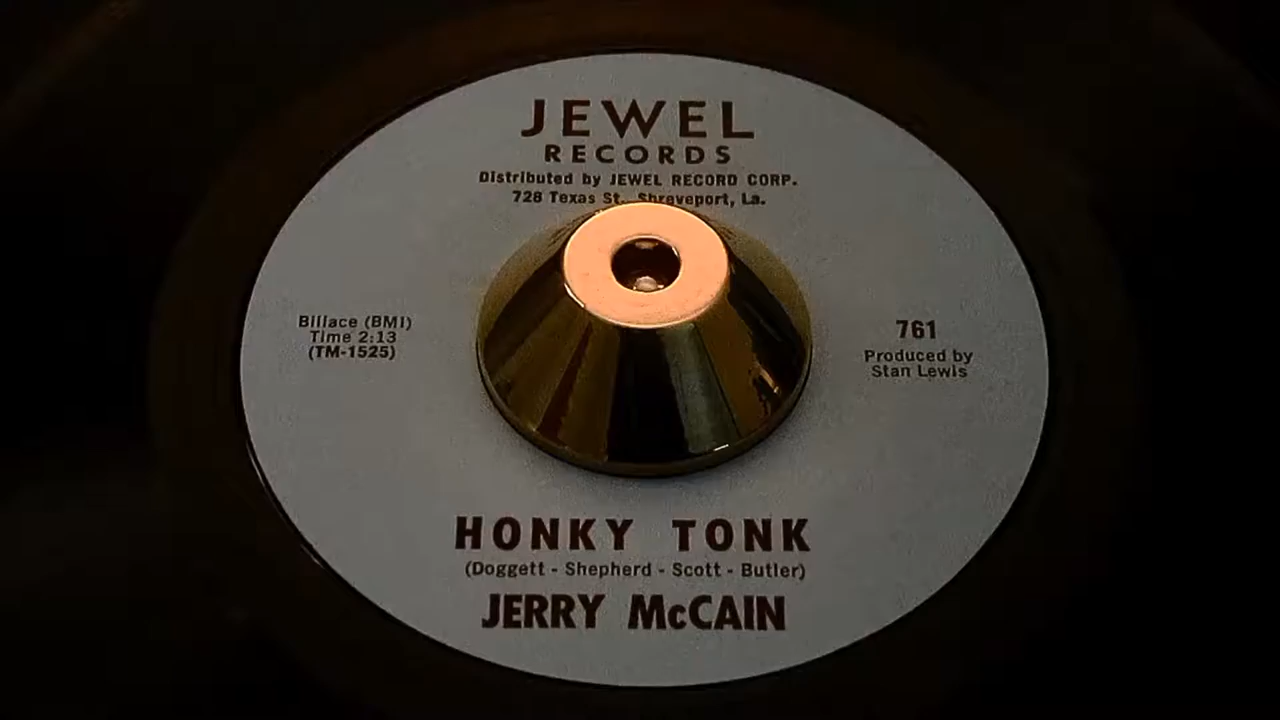 JEWEL
RECORDS
Distributed by JEWEL RECORD CORP.
728 Texas St., Shreveport, La.
Billace (BMI)
Time 2:13
(TM-1525)
761
Produced by
Stan Lewis
HONKY TONK
(Doggett - Shepherd - Scott - Butler)
JERRY McCAIN